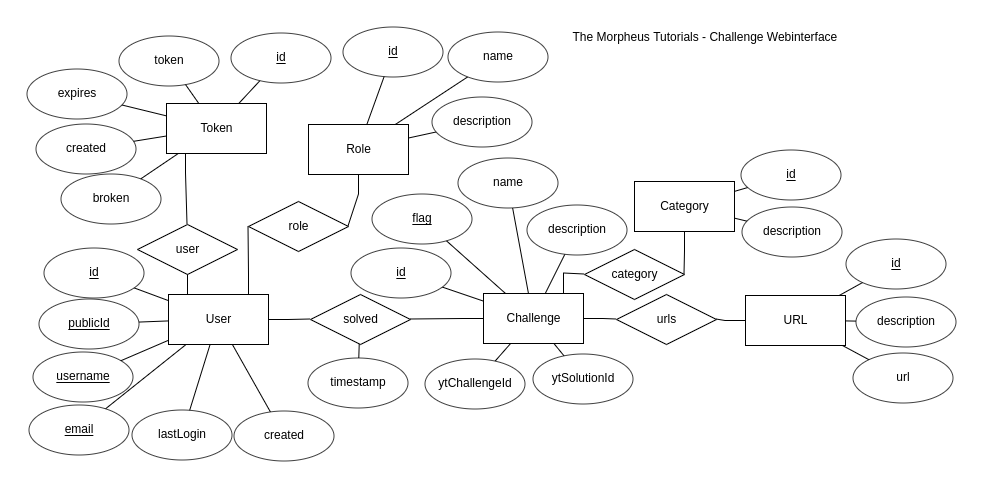 The Morpheus Tutorials - Challenge Webinterface
token
id
id
name
expires
Token
description
created
Role
broken
name
id
Category
description
flag
description
role
user
id
publicId
username
email
User
lastLogin
created
solved
timestamp
id
category
Challenge
ytChallengeId
ytSolutionId
urls
URL
id
description
url